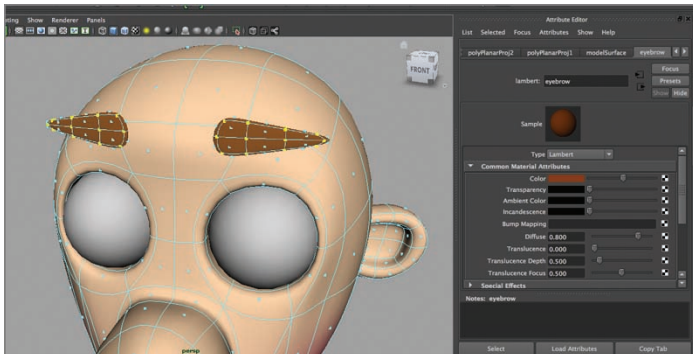 ting Show Renderer Panels
FRONT
persp
Attribute Editor
List Selected Focus Attributes Show Help
polyPlanarProj2 polyPlanarProj1 modelSurface eyebrow
lambert: eyebrow
Focus
Presets
Show Hide
Sample
Type Lambert
Common Material Attributes
Color
Transparency
Ambient Color
Incandescence
Bump Mapping
Diffuse 0.800
Translucence 0.000
Translucence Depth 0.500
Translucence Focus 0.500
Special Effects
Notes: eyebrow
Select Load Attributes Copy Tab